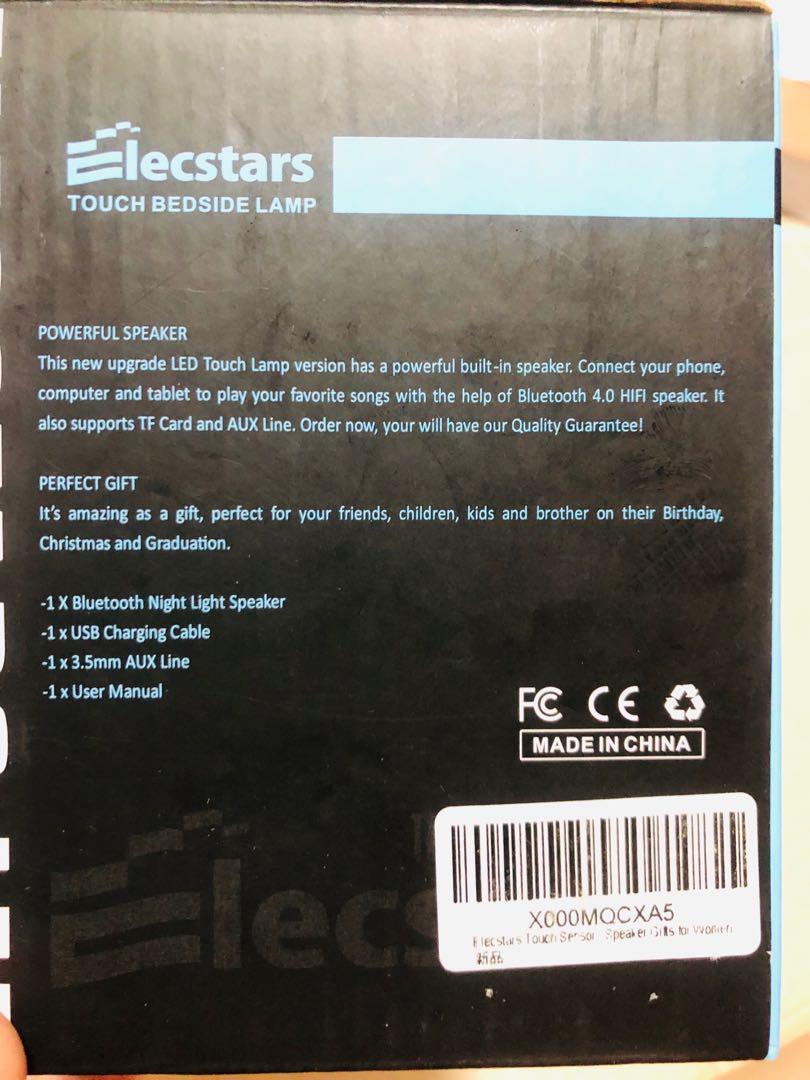 Elecstars
TOUCH BEDSIDE LAMP
POWERFUL SPEAKER
This new upgrade LED Touch Lamp version has a powerful built-in speaker. Connect your phone,
computer and tablet to play your favorite songs with the help of Bluetooth 4.0 HIFI speaker. It
also supports TF Card and AUX Line. Order now, your will have our Quality Guarantee!
PERFECT GIFT
It's amazing as a gift, perfect for your friends, children, kids and brother on their Birthday,
Christmas and Graduation.
-1 X Bluetooth Night Light Speaker
-1 x USB Charging Cable
-1 x 3.5mm AUX Line
-1 x User Manual
FC CE
MADE IN CHINA
Elecs
X000MQCXA5
Elecstars Touch Sensor Speaker Gifts for Women
新品